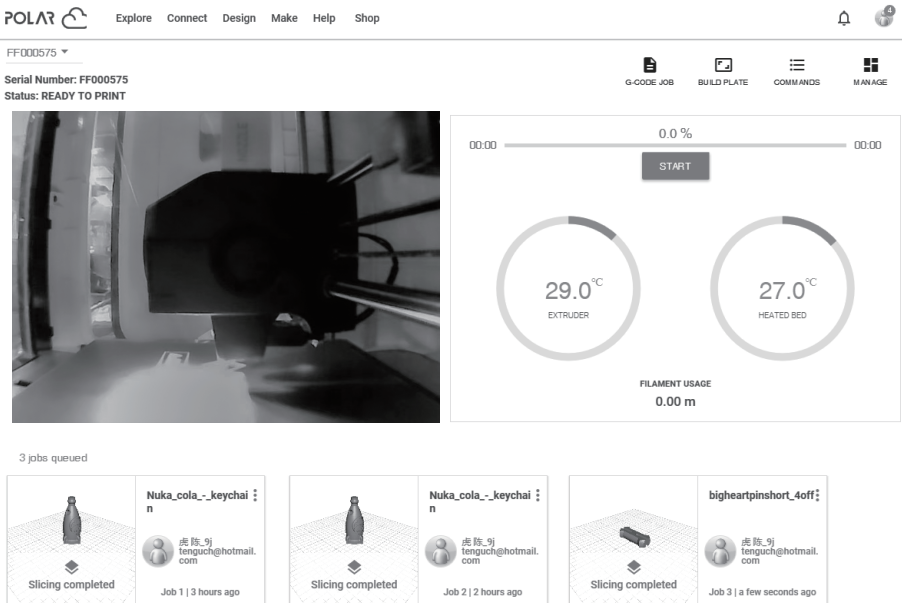 POLAR
Explore Connect Design Make Help Shop
4
FF000575
Serial Number: FF000575
Status: READY TO PRINT
G-CODE JOB BUILD PLATE COMMANDS MANAGE
0.0 %
00:00 00:00
START
29.0°C
EXTRUDER
27.0°C
HEATED BED
FILAMENT USAGE
0.00 m
3 jobs queued
Nuka_cola_-_keychai
n
虎 陈_9j
tenguch@hotmail.
com
Slicing completed
Job 1 | 3 hours ago
Nuka_cola_-_keychai
n
虎 陈_9j
tenguch@hotmail.
com
Slicing completed
Job 2 | 2 hours ago
bigheartpinshort_4off
虎 陈_9j
tenguch@hotmail.
com
Slicing completed
Job 3 | a few seconds ago